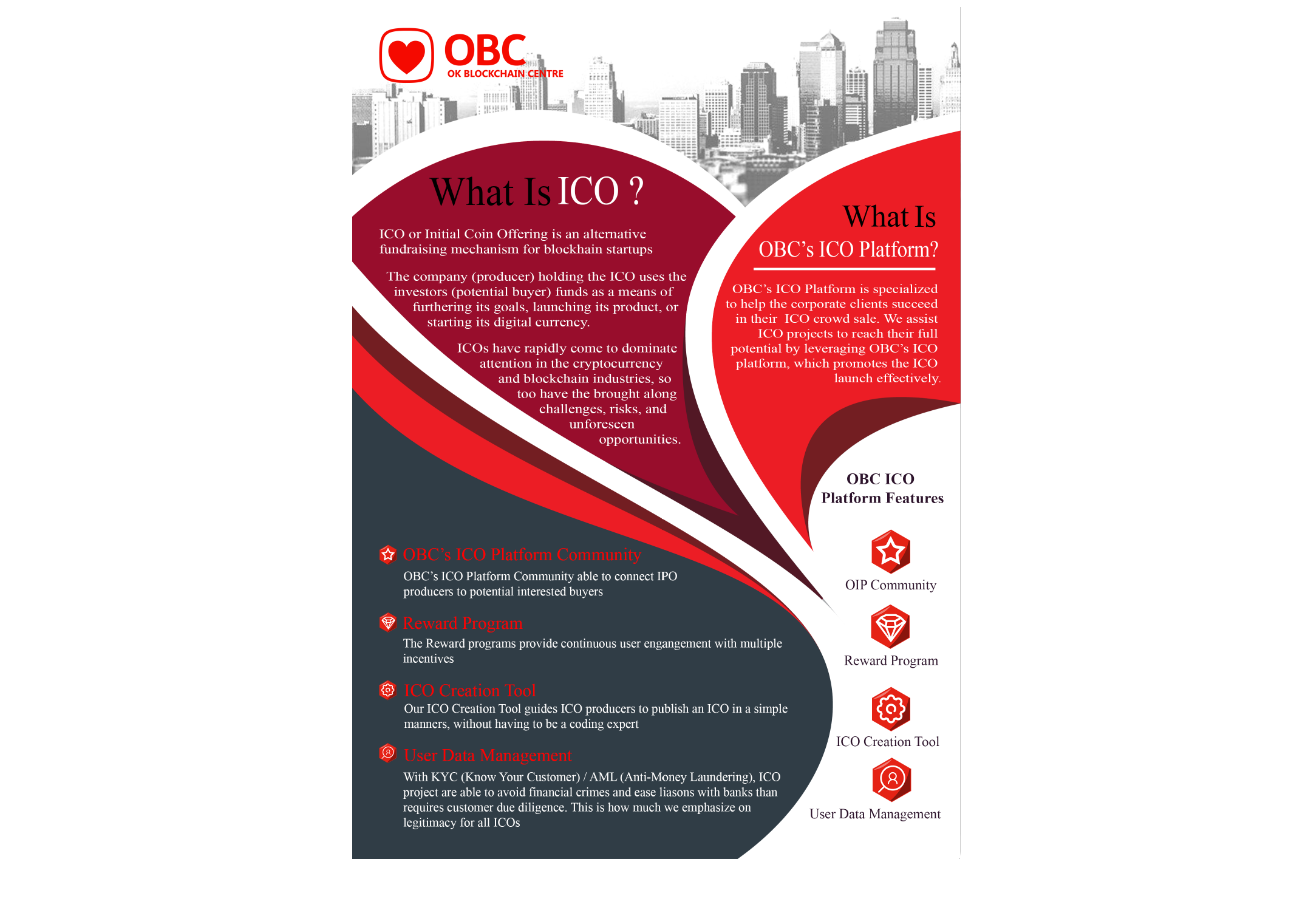 OBC
OK BLOCKCHAIN CENTRE
What Is ICO ?
ICO or Initial Coin Offering is an alternative
fundraising mechanism for blockhain startups
The company (producer) holding the ICO uses the
investors (potential buyer) funds as a means of
furthering its goals, launching its product, or
starting its digital currency.
ICOs have rapidly come to dominate
attention in the cryptocurrency
and blockchain industries, so
too have the brought along
challenges, risks, and
unforeseen
opportunities.
What Is
OBC's ICO Platform?
OBC's ICO Platform is specialized
to help the corporate clients succeed
in their ICO crowd sale. We assist
ICO projects to reach their full
potential by leveraging OBC's ICO
platform, which promotes the ICO
launch effectively.
OBC ICO
Platform Features
OIP Community
Reward Program
ICO Creation Tool
User Data Management
OBC's ICO Platform Community
OBC's ICO Platform Community able to connect IPO
producers to potential interested buyers
Reward Program
The Reward programs provide continuous user engangement with multiple
incentives
ICO Creation Tool
Our ICO Creation Tool guides ICO producers to publish an ICO in a simple
manners, without having to be a coding expert
User Data Management
With KYC (Know Your Customer) / AML (Anti-Money Laundering), ICO
project are able to avoid financial crimes and ease liasons with banks than
requires customer due diligence. This is how much we emphasize on
legitimacy for all ICOs